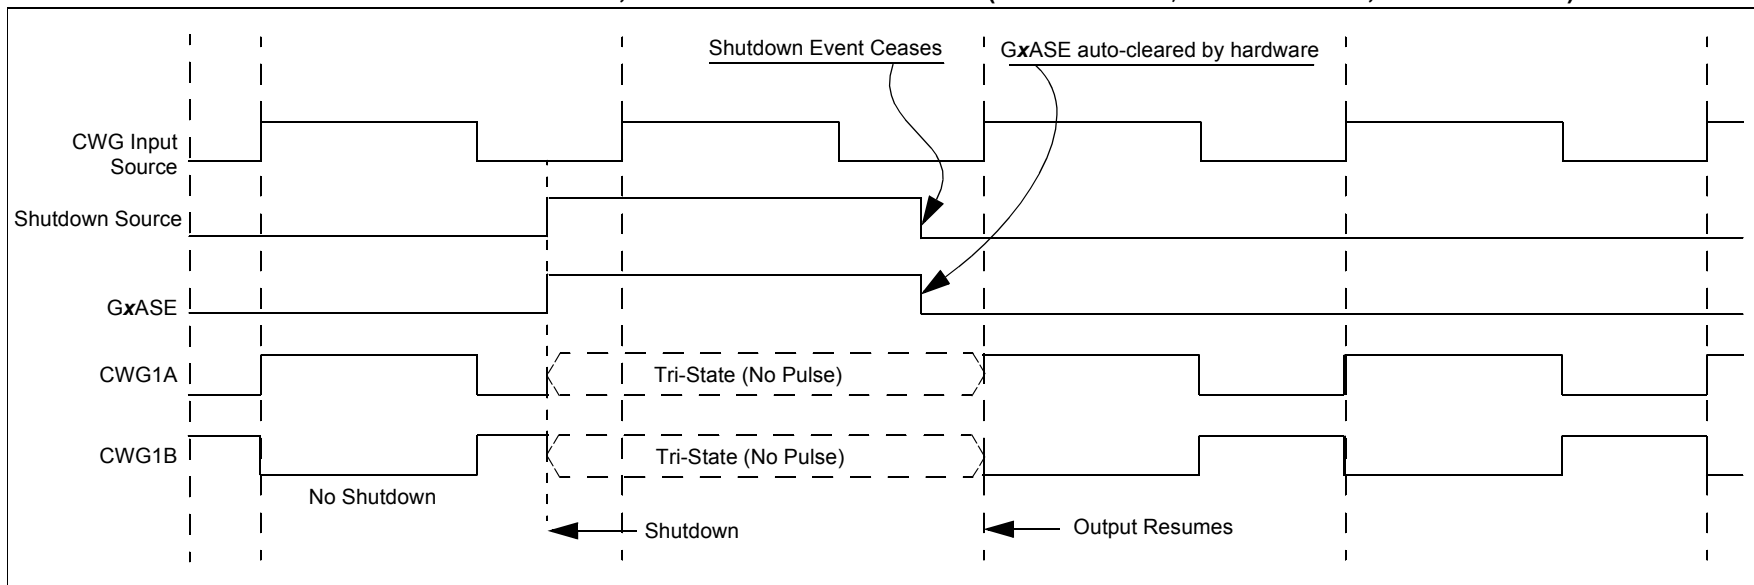 Shutdown Event Ceases
GxASE auto-cleared by hardware
CWG Input
Source
Shutdown Source
GxASE
CWG1A
Tri-State (No Pulse)
CWG1B
Tri-State (No Pulse)
No Shutdown
Shutdown
Output Resumes